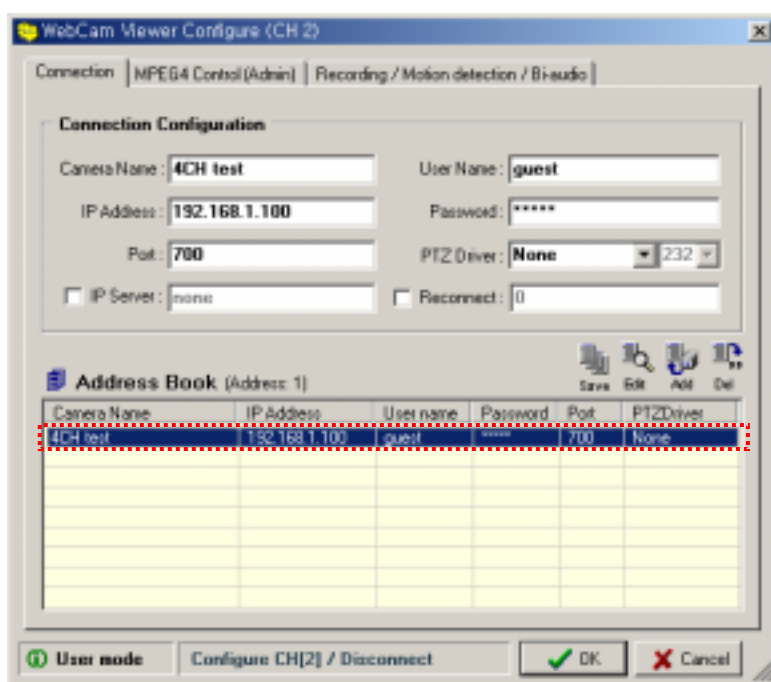 WebCam Viewer Configure (CH 2)
Connection MPEG4 Control (Admin) Recording / Motion detection / Bi-audio
Connection Configuration
Camera Name : 4CH test User Name : guest
IP Address : 192.168.1.100 Password : *****
Port : 700 PTZ Driver : None 232
IP Server : none Reconnect : 0
Address Book (Address: 1) Save Edit Add Del
Camera Name IP Address User name Password Port PTZDriver
4CH test 192.168.1.100 guest ***** 700 None
User mode Configure CH[2] / Disconnect OK Cancel